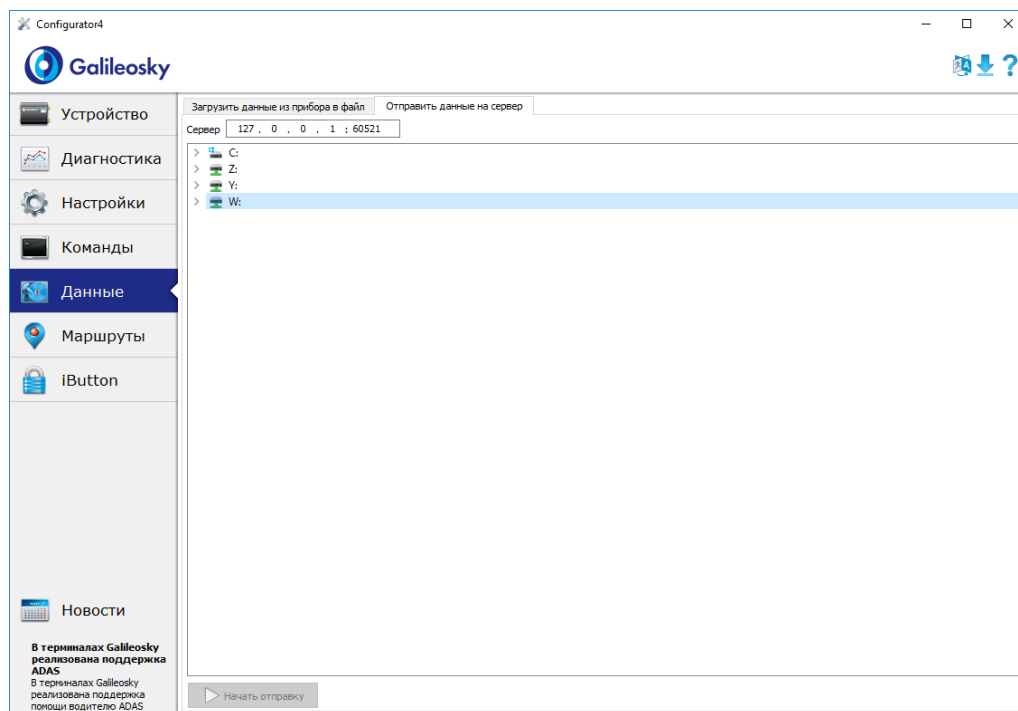 Configurator4
Galileosky
Устройство
Диагностика
Настройки
Команды
Данные
Маршруты
iButton
Новости
В терминалах Galileosky
реализована поддержка
ADAS
В терминалах Galileosky
реализована поддержка
помощи водителю ADAS
Загрузить данные из прибора в файл
Отправить данные на сервер
Сервер 127 . 0 . 0 . 1 : 60521
C:
Z:
Y:
W:
Начать отправку